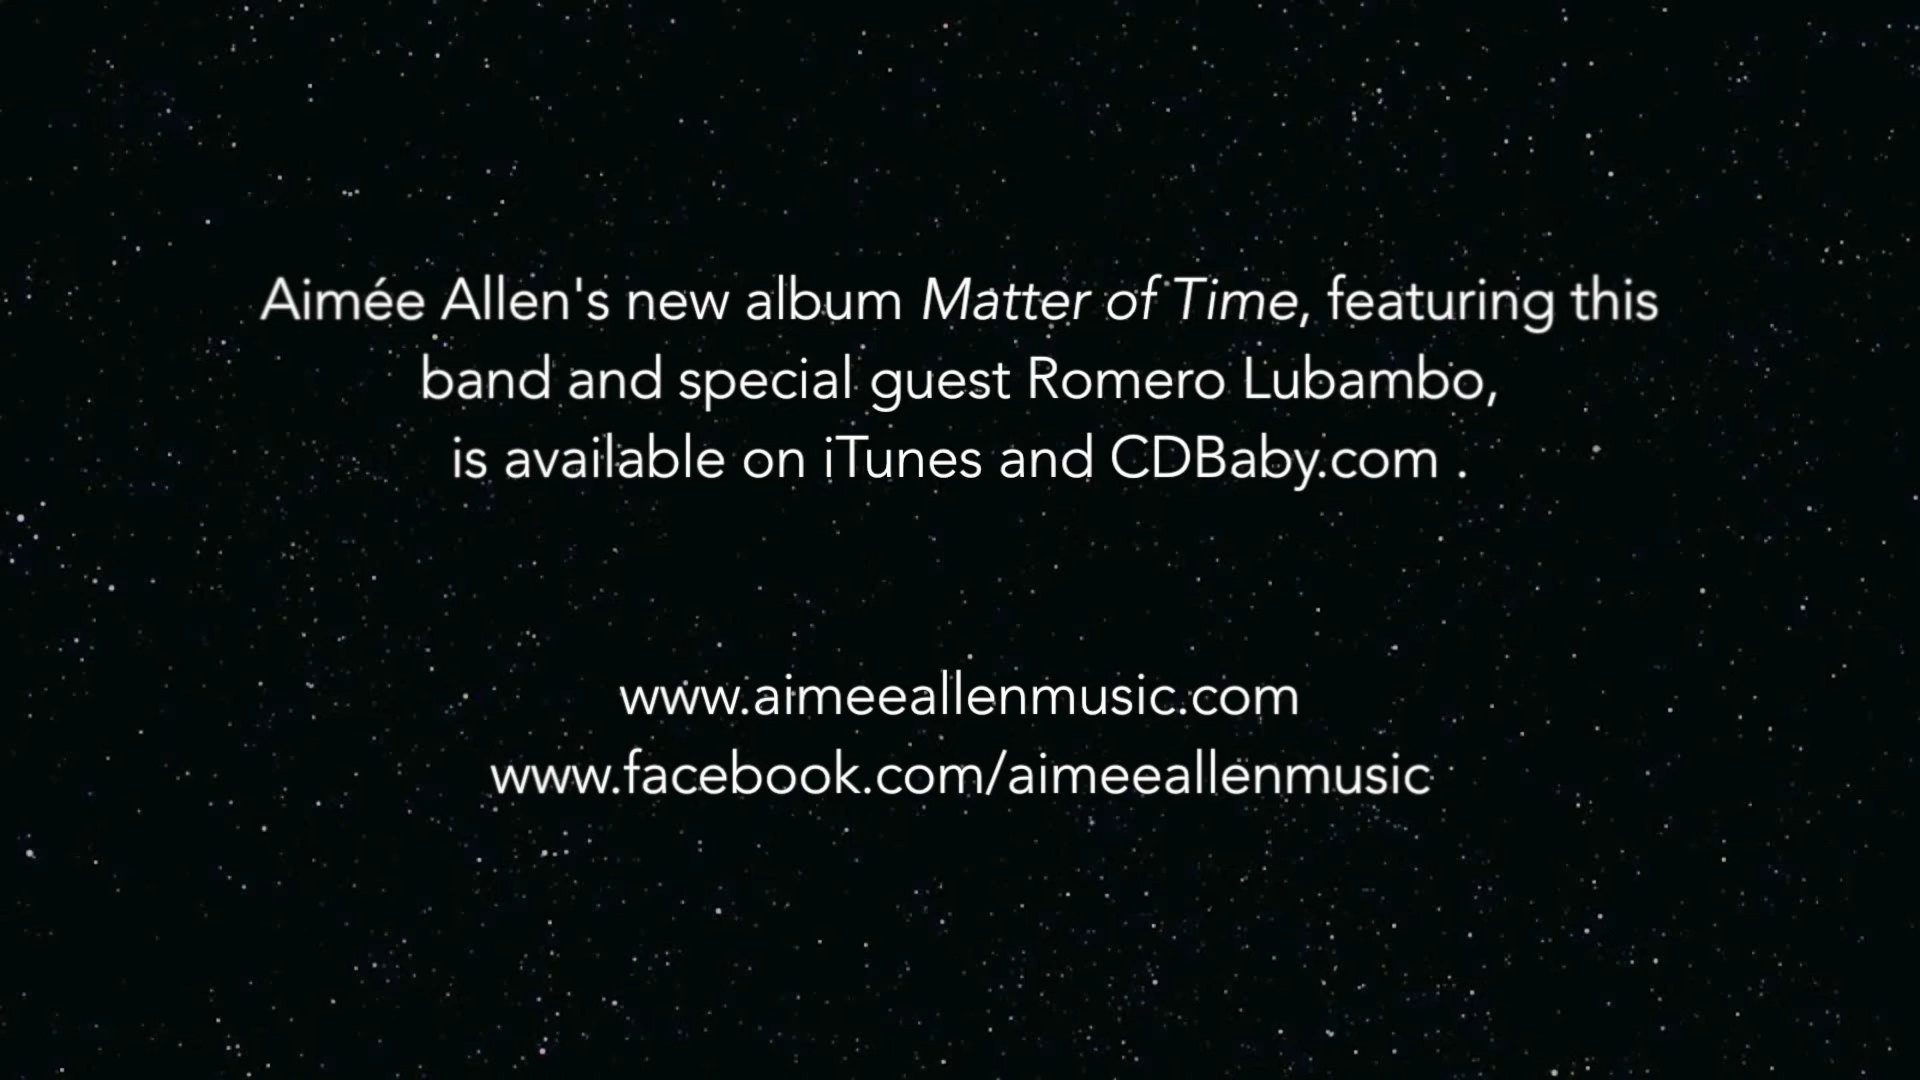 Aimée Allen's new album Matter of Time, featuring this
band and special guest Romero Lubambo,
is available on iTunes and CDBaby.com .
www.aimeeallenmusic.com
www.facebook.com/aimeeallenmusic